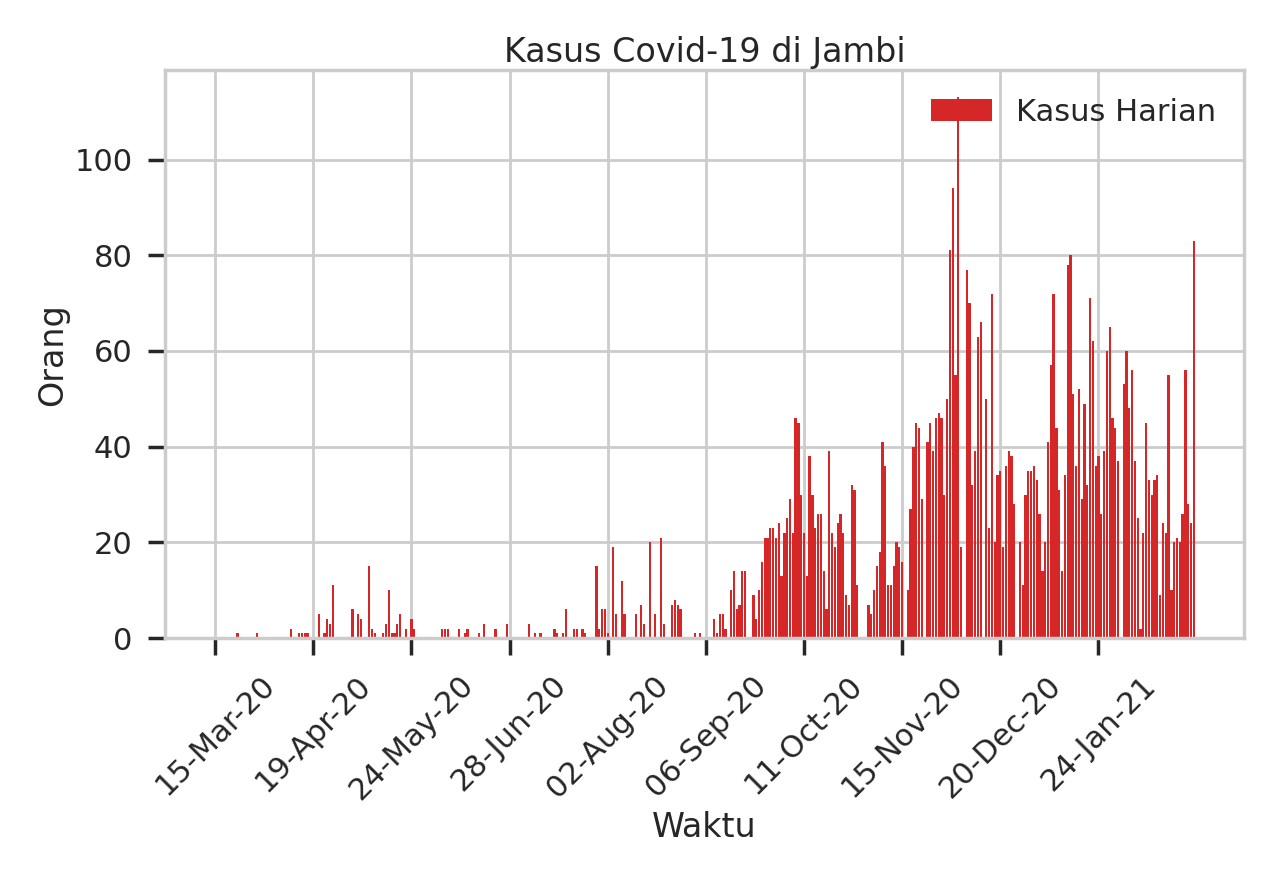 Kasus Covid-19 di Jambi
Kasus Harian
Orang
100
80
60
40
20
0
15-Mar-20
19-Apr-20
24-May-20
28-Jun-20
02-Aug-20
06-Sep-20
11-Oct-20
15-Nov-20
20-Dec-20
24-Jan-21
Waktu